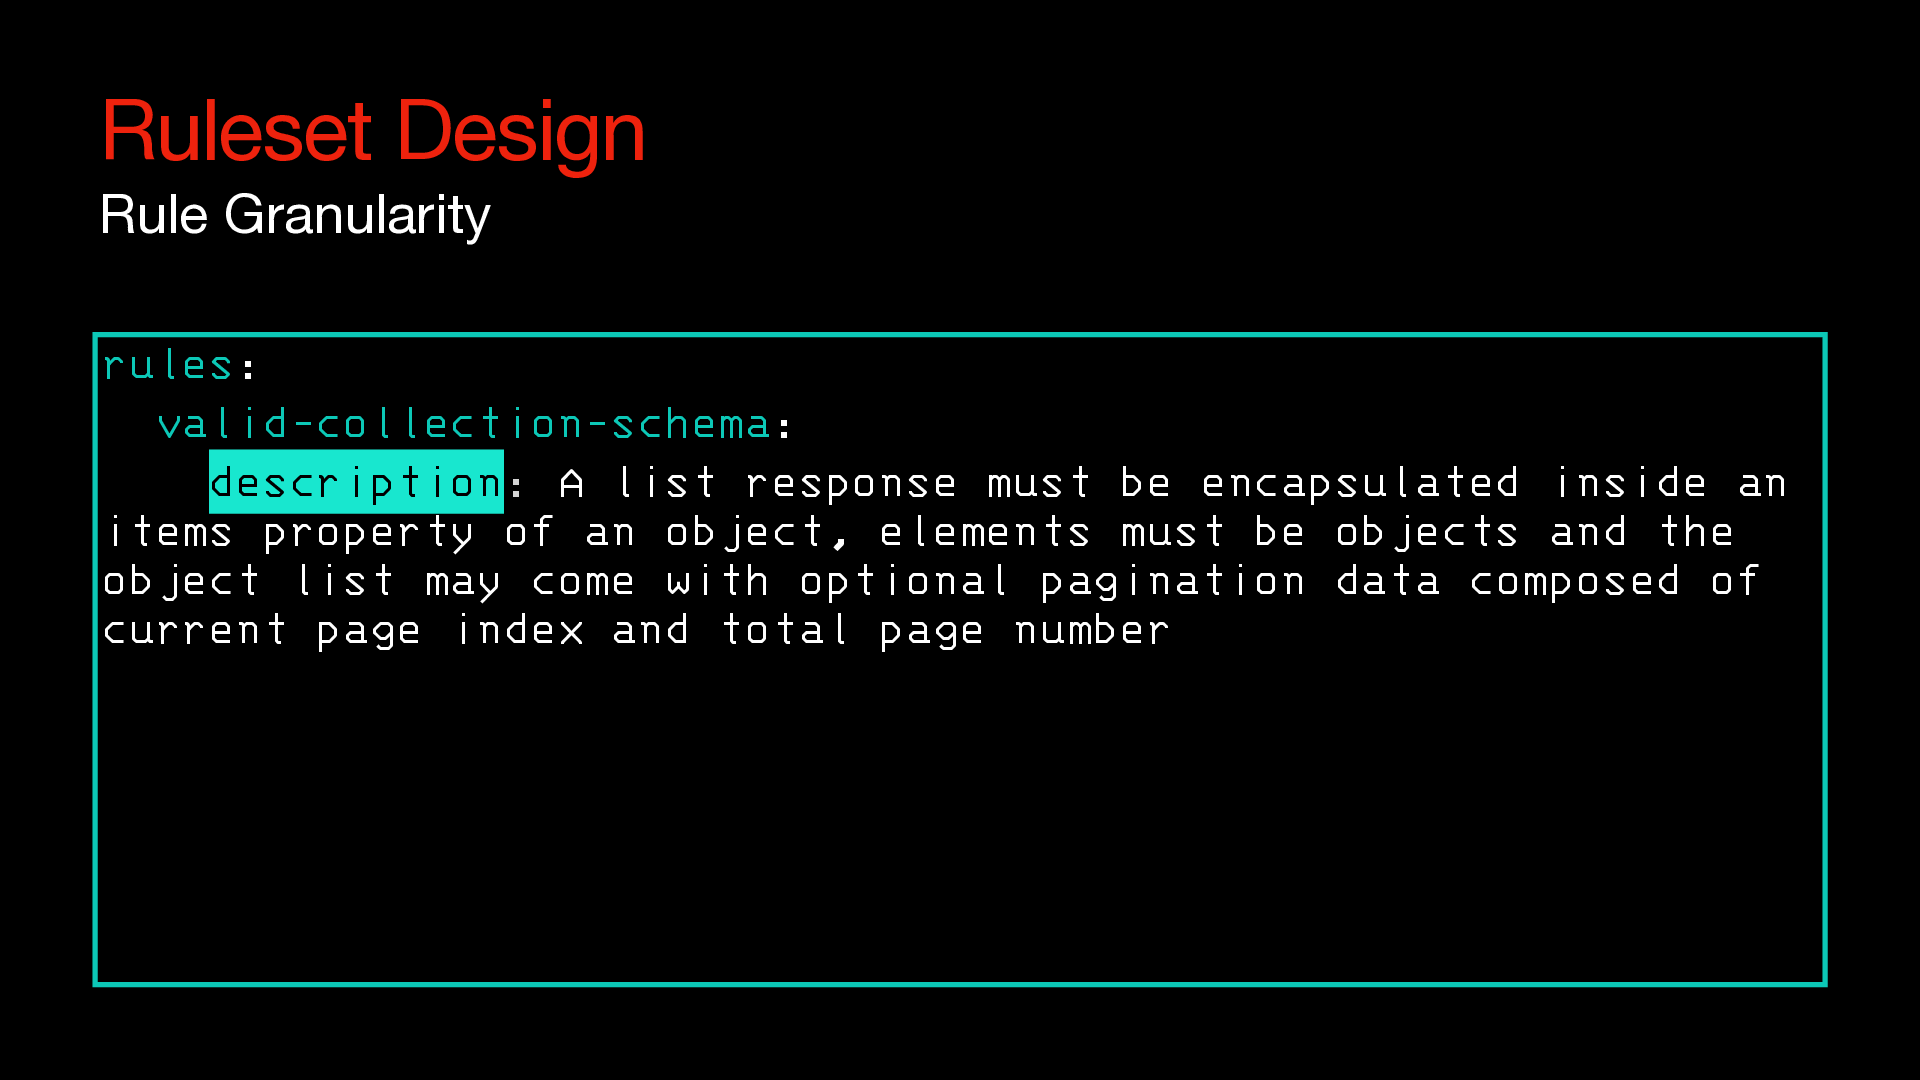 Ruleset Design
Rule Granularity
rules:
  valid-collection-schema:
    description: A list response must be encapsulated inside an
items property of an object, elements must be objects and the
object list may come with optional pagination data composed of
current page index and total page number